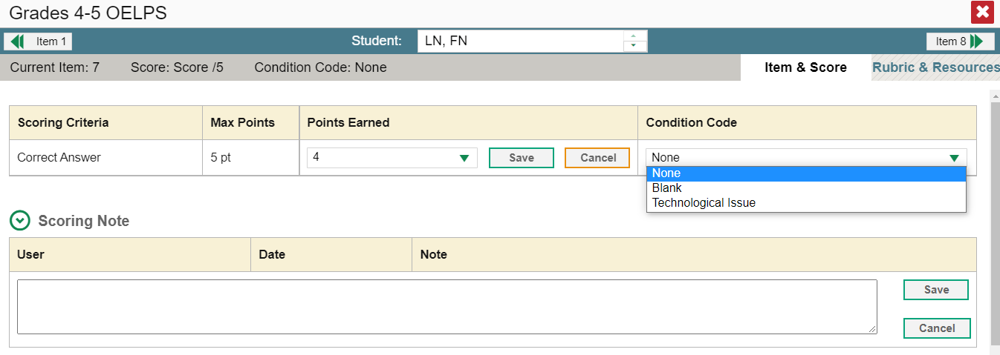 Grades 4-5 OELPS
Item 1
Student:
LN, FN
Item 8
Current Item: 7
Score: Score /5
Condition Code: None
Item & Score
Rubric & Resources
Scoring Criteria
Max Points
Points Earned
Condition Code
Correct Answer
5 pt
4
Save
Cancel
None
None
Blank
Technological Issue
Scoring Note
User
Date
Note
Save
Cancel